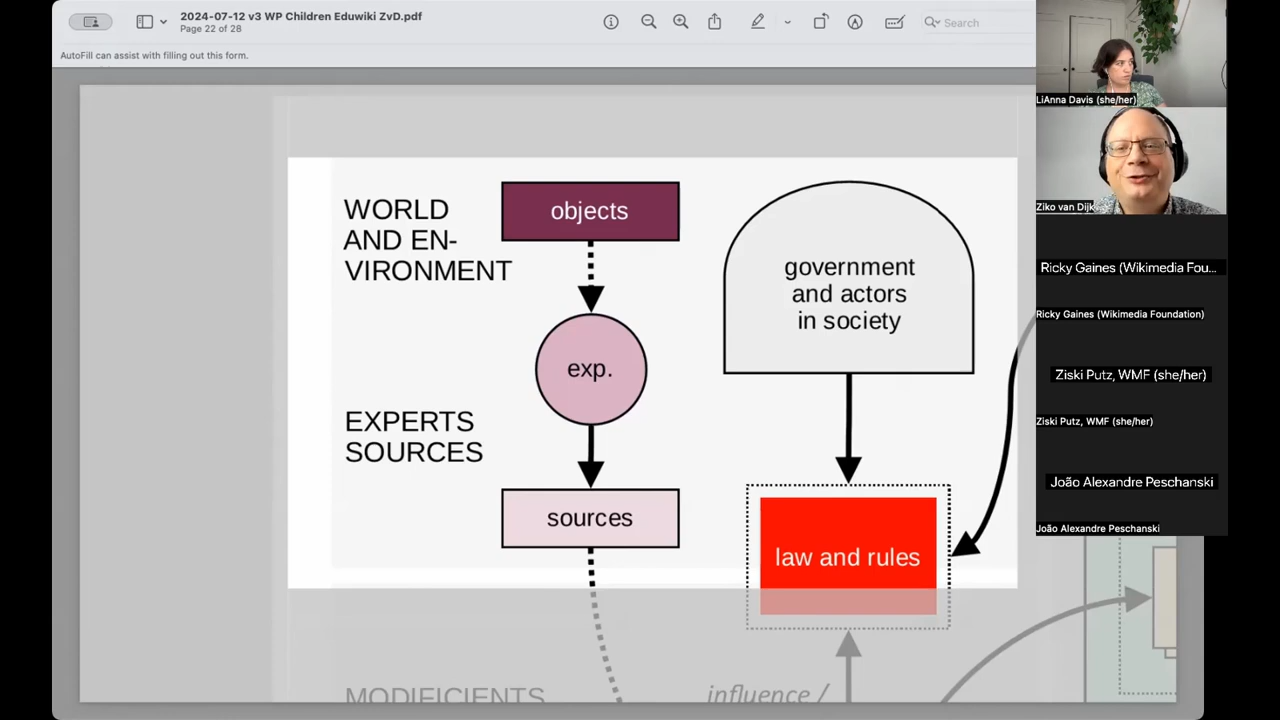 2024-07-12 v3 WP Children Eduwiki ZvD.pdf
Page 22 of 28
Search
AutoFill can assist with filling out this form.
WORLD
AND EN-
VIRONMENT
objects
exp.
EXPERTS
SOURCES
sources
government
and actors
in society
law and rules
MODIFICIENTS
influence /
LiAnna Davis (she/her)
Ziko van Dijk
Ricky Gaines (Wikimedia Fou...
Ricky Gaines (Wikimedia Foundation)
Ziski Putz, WMF (she/her)
Ziski Putz, WMF (she/her)
João Alexandre Peschanski
João Alexandre Peschanski